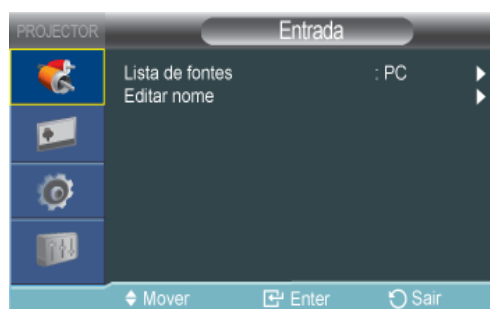 PROJECTOR
Entrada
Lista de fontes : PC
Editar nome
Mover Enter Sair